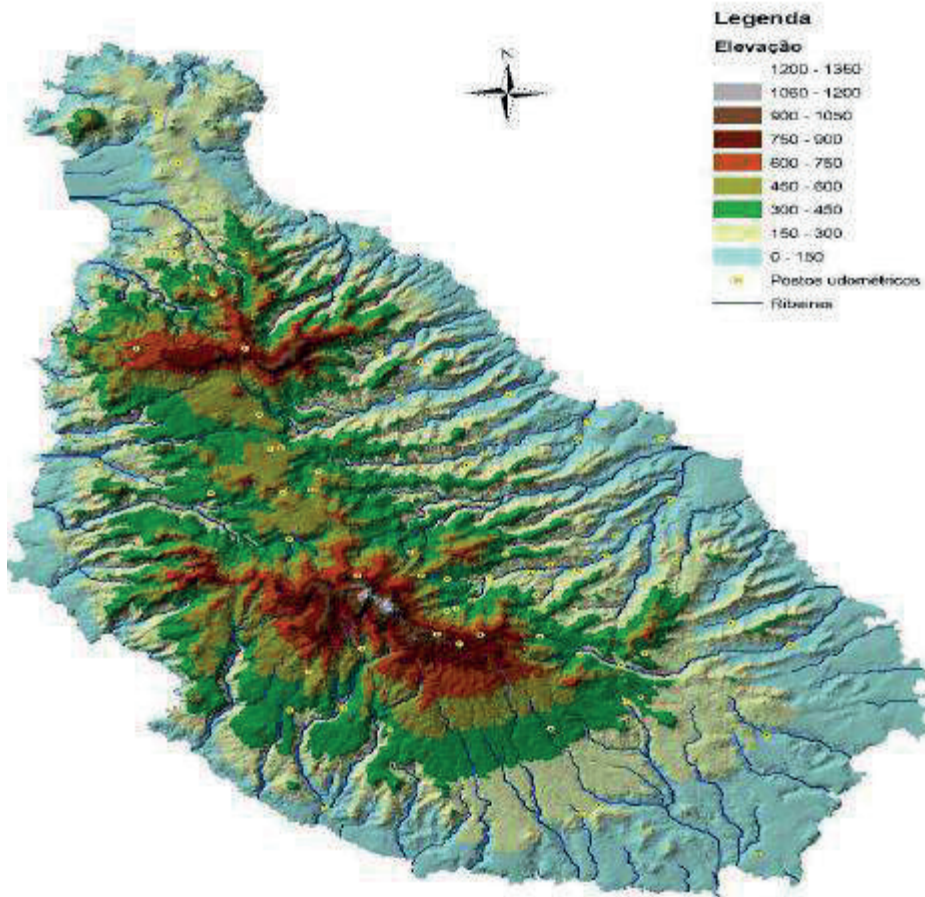 N
Legenda
Elevação
1200 - 1350
1050 - 1200
900 - 1050
750 - 900
600 - 750
450 - 600
300 - 450
150 - 300
0 - 150
Postos udométricos
Ribeiras